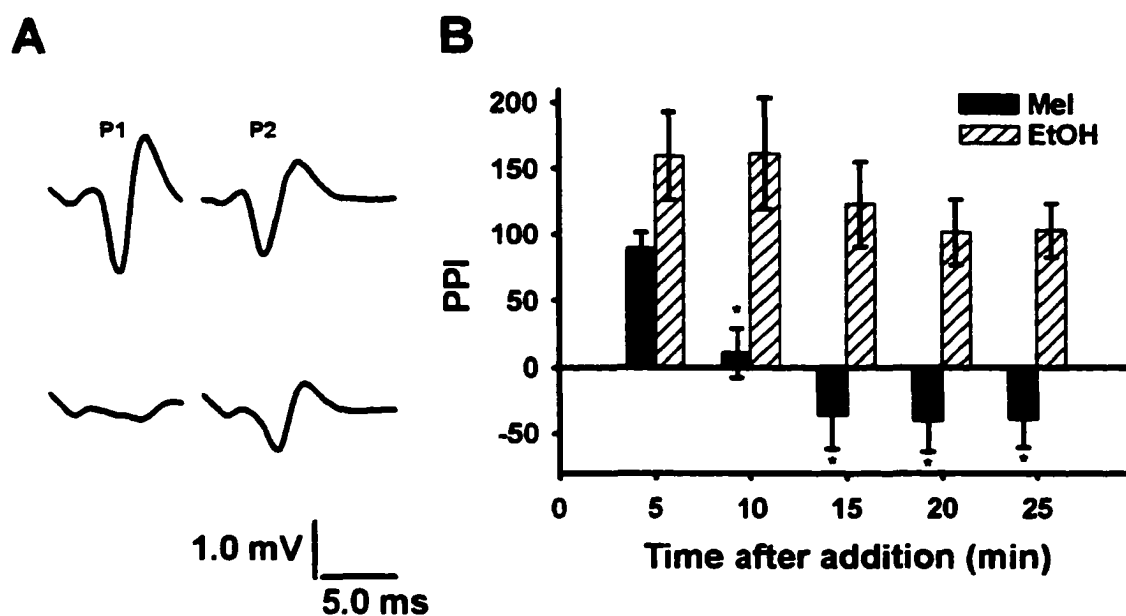 A
P1 P2
1.0 mV
5.0 ms
B
PPI
200
150
100
50
0
-50
Mel
EtOH
*
* * *
0 5 10 15 20 25
Time after addition (min)